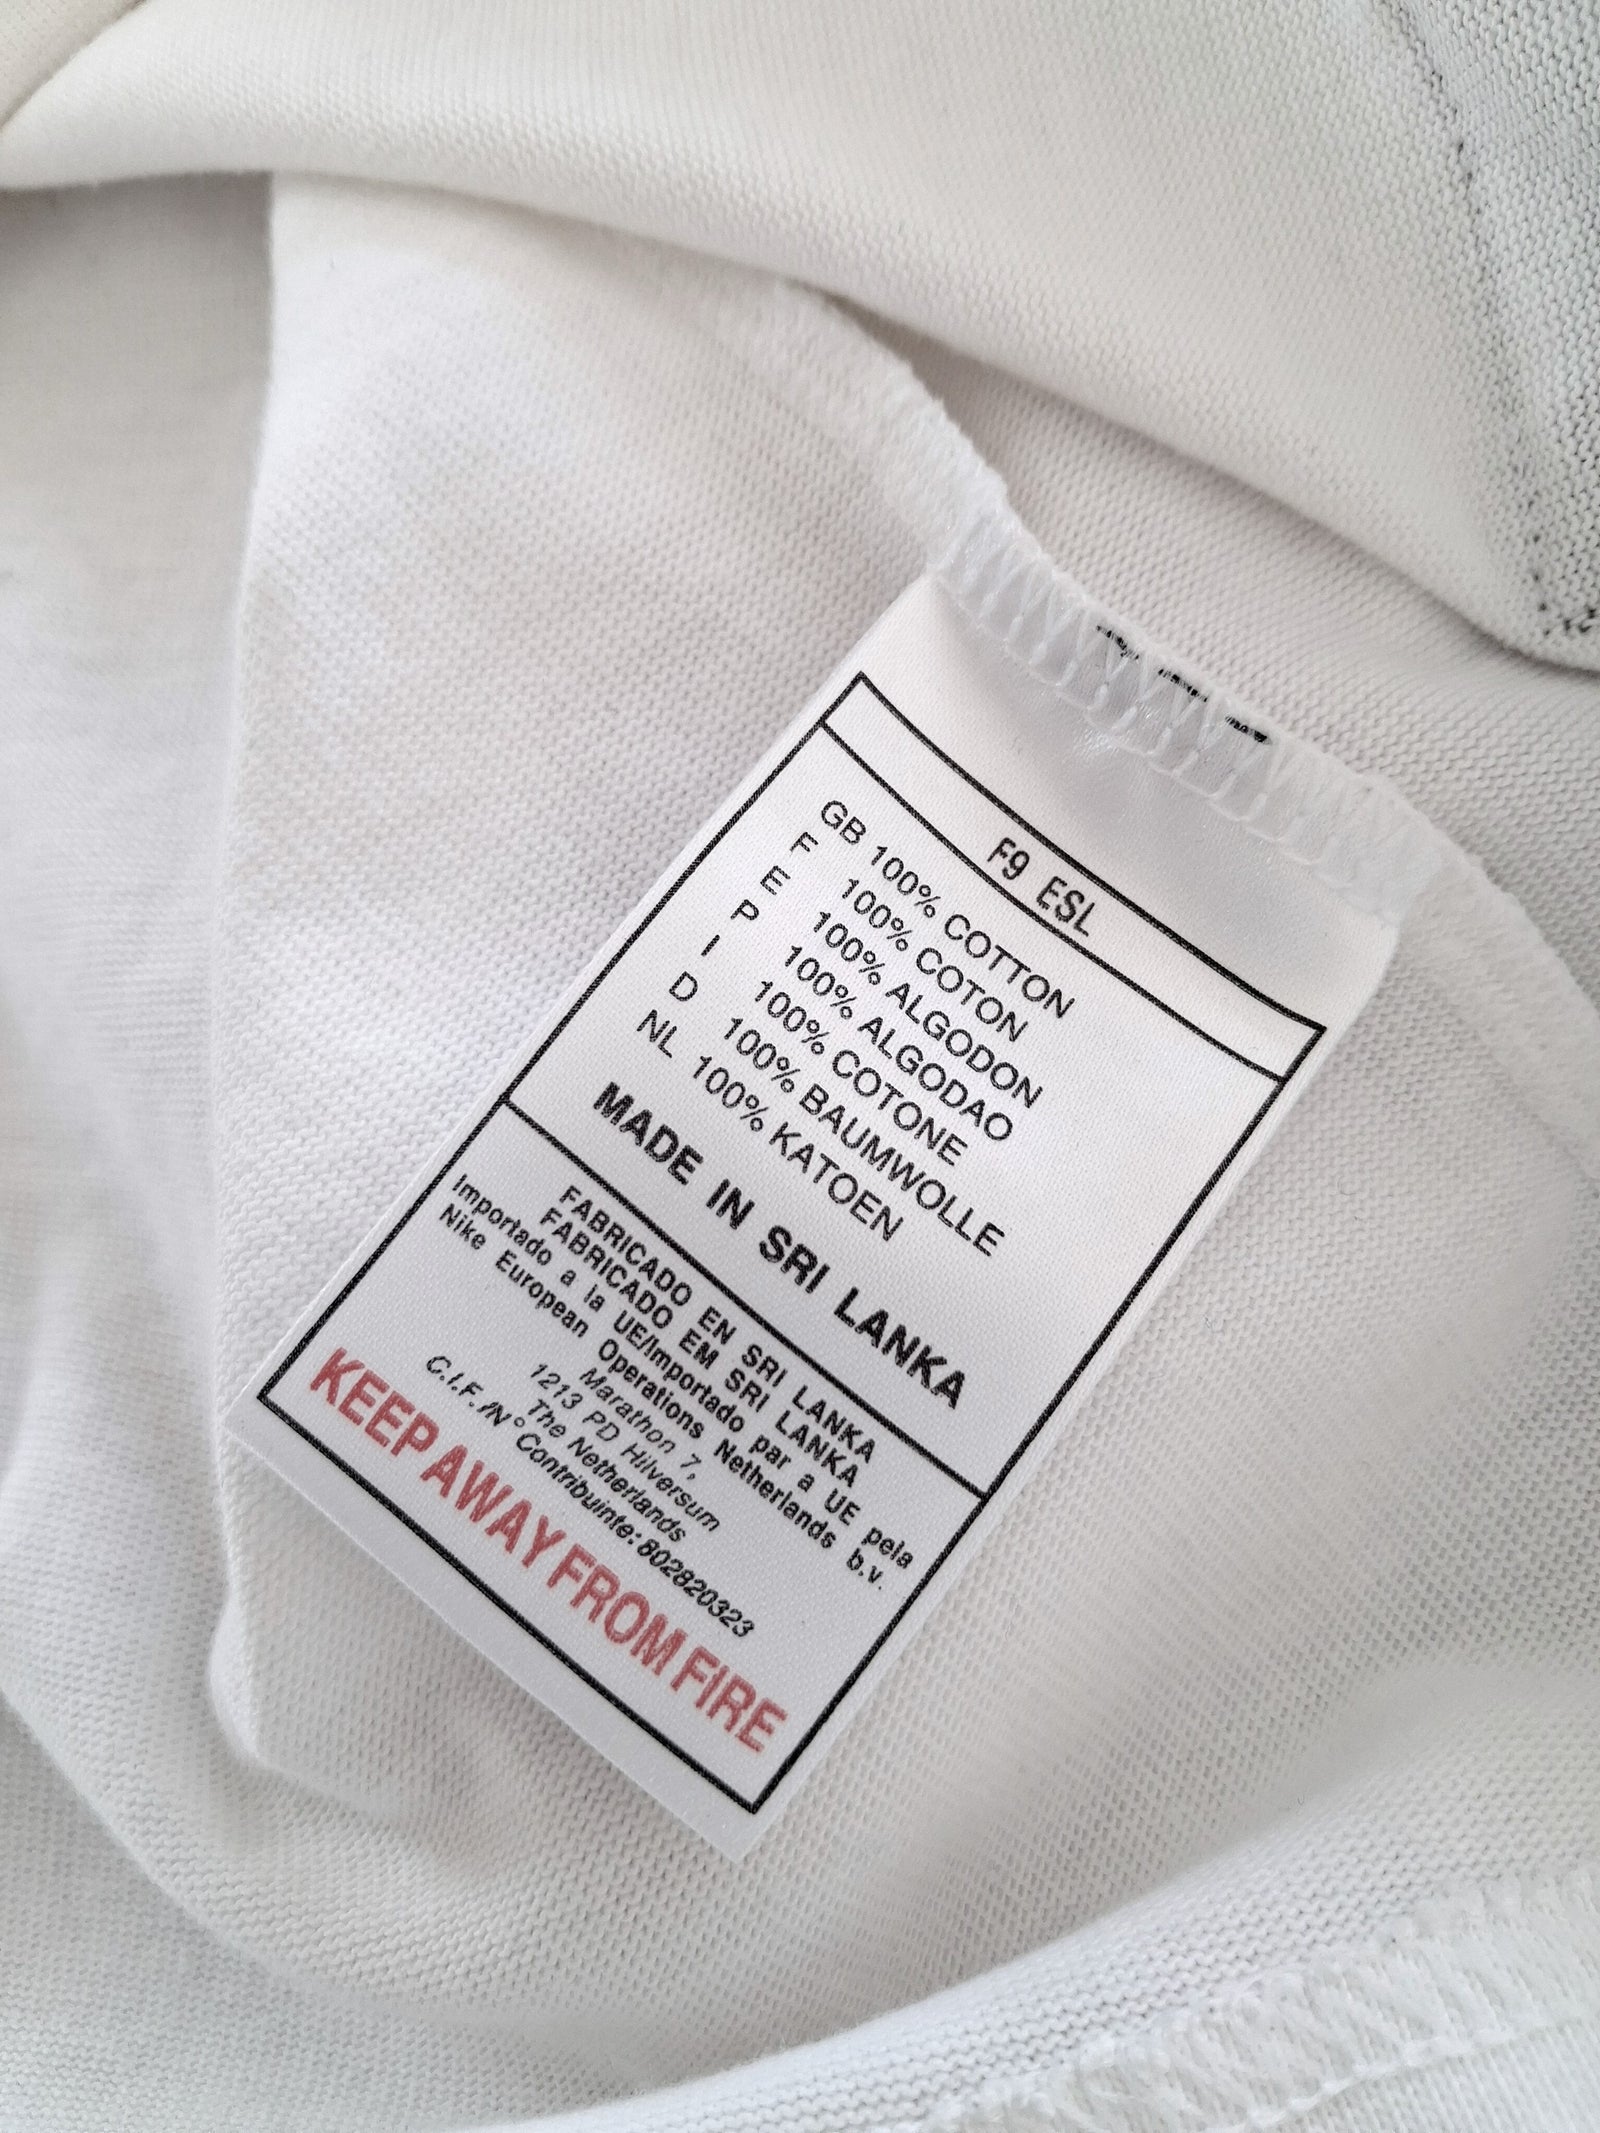 F9 ESL
GB 100% COTTON
F 100% COTON
E 100% ALGODON
P 100% ALGODAO
I 100% COTONE
D 100% BAUMWOLLE
NL 100% KATOEN
MADE IN SRI LANKA
FABRICADO EN SRI LANKA
FABRICADO EM SRI LANKA
Importado a la UE/Importado par a UE pela
Nike European Operations Netherlands b.v.
Marathon 7,
1213 PD Hilversum
The Netherlands
C.I.F./N° Contribuinte: 802820323
KEEP AWAY FROM FIRE